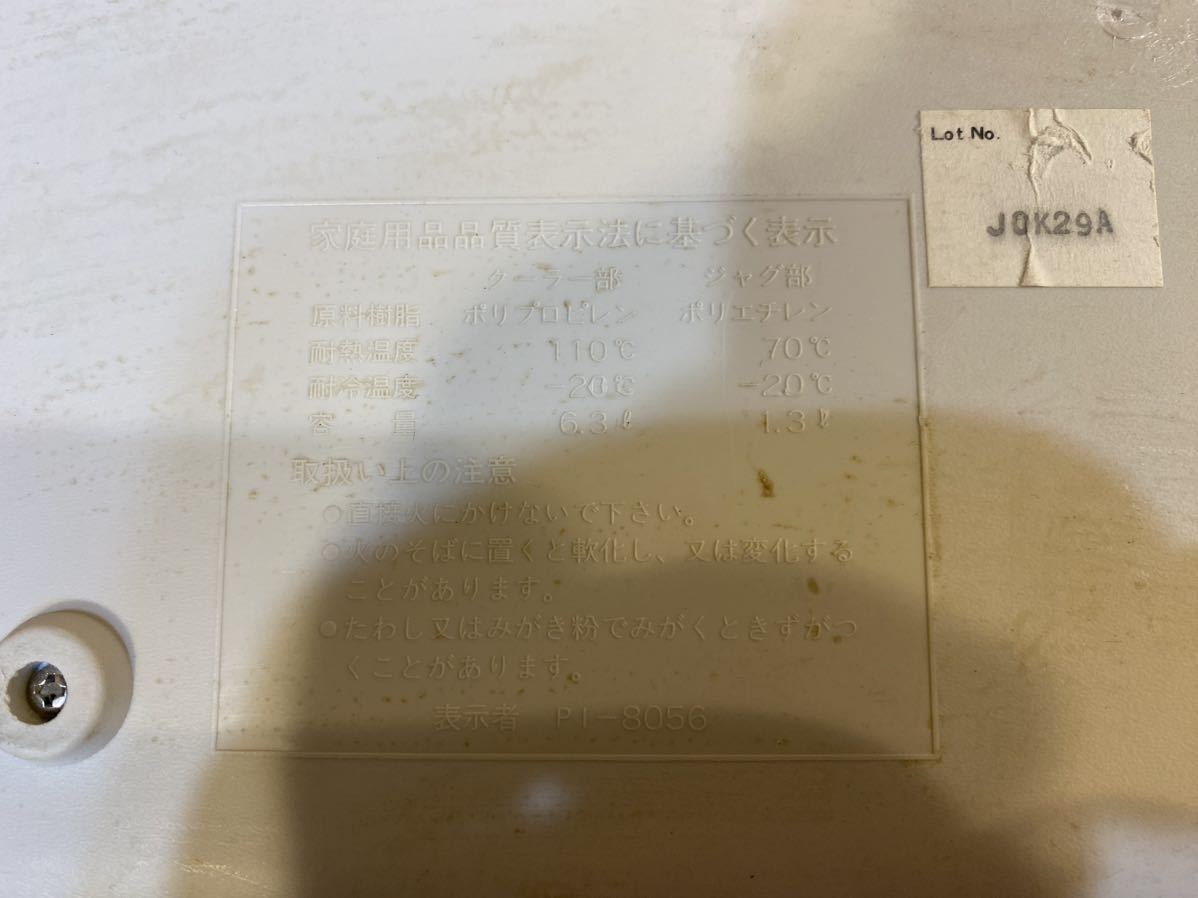 Lot No.
J0K29A
家庭用品品質表示法に基づく表示
クーラー部 ジャグ部
原料樹脂 ポリプロピレン ポリエチレン
耐熱温度 110℃ 70℃
耐冷温度 -20℃ -20℃
容量 6.3ℓ 1.3ℓ
取扱い上の注意
○直接火にかけないで下さい。
○火のそばに置くと軟化し、又は変化する
ことがあります。
○たわし又はみがき粉でみがくときずがつ
くことがあります。
表示者 PI-8056